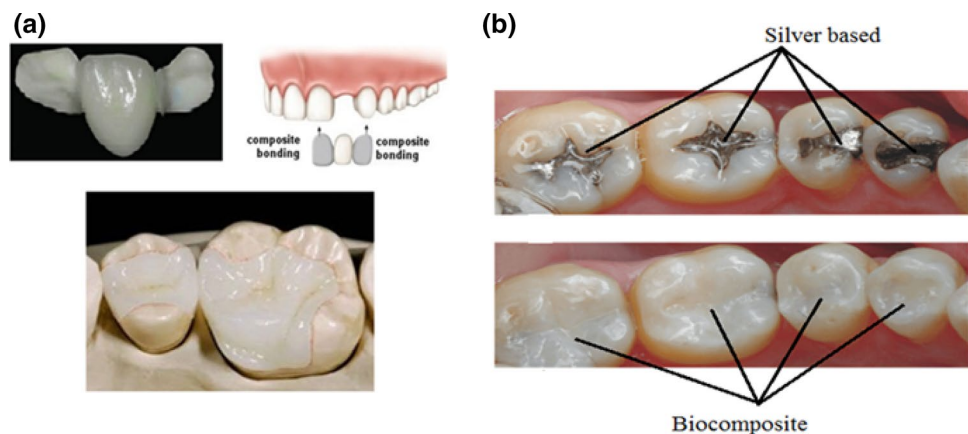 (a)
composite
bonding
composite
bonding
(b)
Silver based
Biocomposite